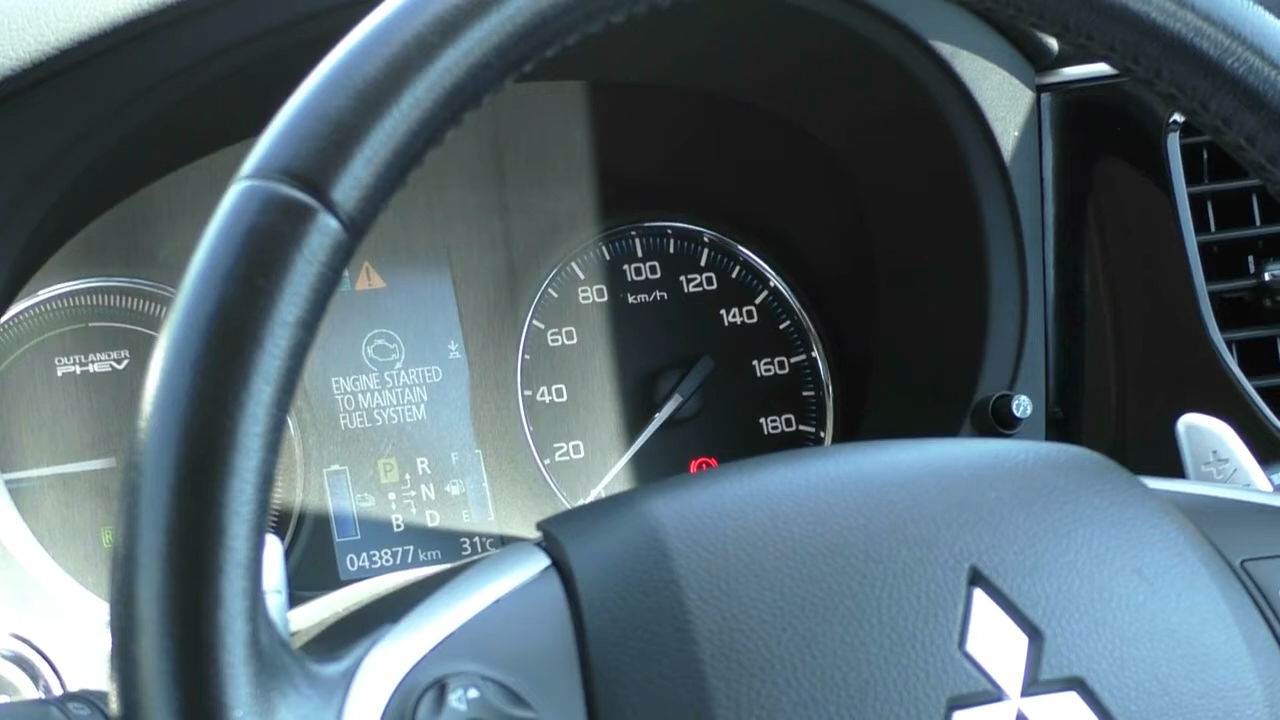 OUTLANDER
PHEV
ENGINE STARTED
TO MAINTAIN
FUEL SYSTEM
P
R
N
B
D
F
E
043877 km
31°C
20
40
60
80
100
120
140
160
180
km/h